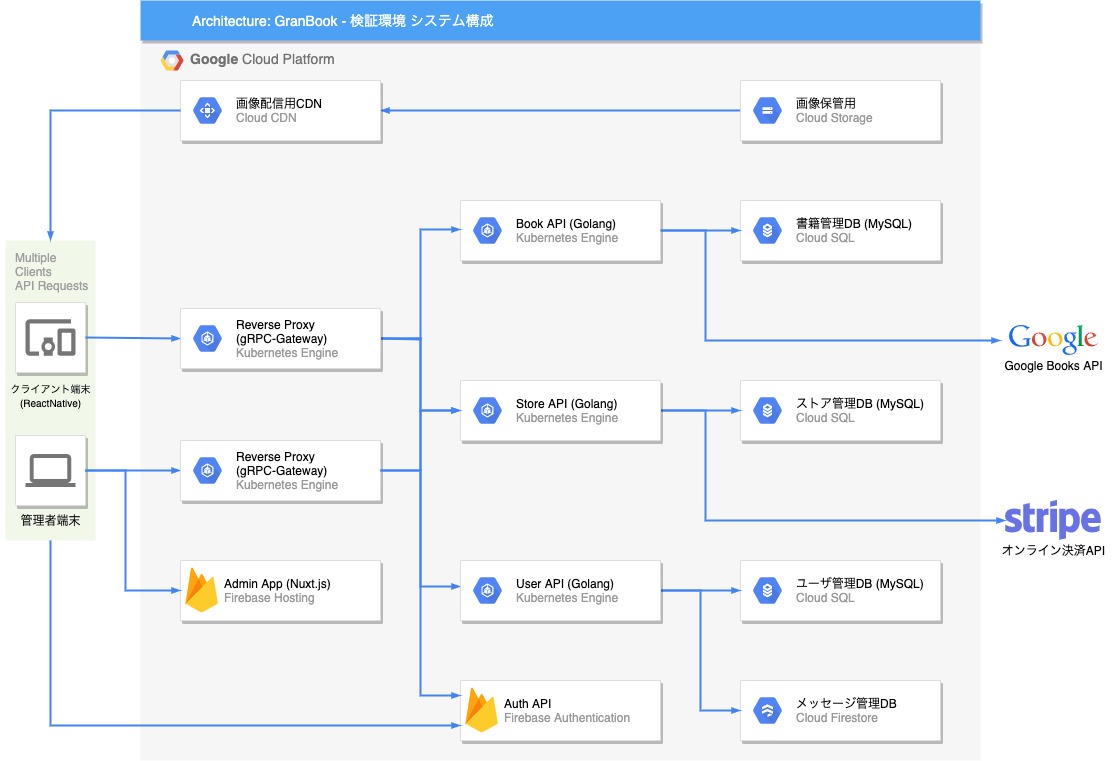 Architecture: GranBook - 検証環境 システム構成
Google Cloud Platform
画像配信用CDN
Cloud CDN
画像保管用
Cloud Storage
Book API (Golang)
Kubernetes Engine
書籍管理DB (MySQL)
Cloud SQL
Multiple
Clients
API Requests
クライアント端末
(ReactNative)
管理者端末
Reverse Proxy
(gRPC-Gateway)
Kubernetes Engine
Google
Google Books API
Store API (Golang)
Kubernetes Engine
ストア管理DB (MySQL)
Cloud SQL
Reverse Proxy
(gRPC-Gateway)
Kubernetes Engine
stripe
オンライン決済API
Admin App (Nuxt.js)
Firebase Hosting
User API (Golang)
Kubernetes Engine
ユーザ管理DB (MySQL)
Cloud SQL
Auth API
Firebase Authentication
メッセージ管理DB
Cloud Firestore